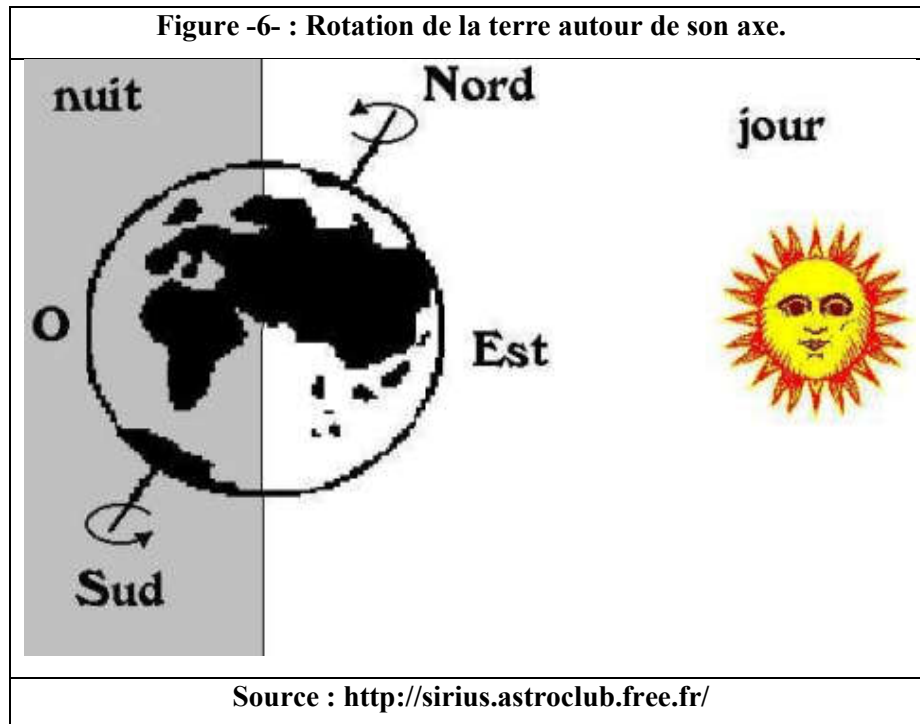 Figure -6- : Rotation de la terre autour de son axe.
nuit
Nord
jour
O
Est
Sud
Source : http://sirius.astroclub.free.fr/